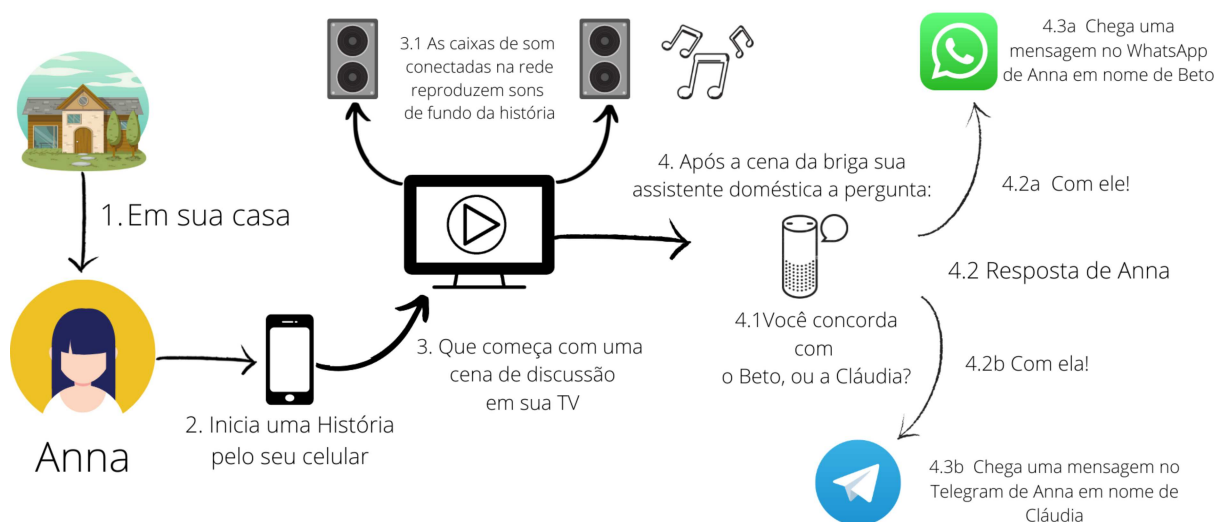 1. Em sua casa
Anna
2. Inicia uma História
pelo seu celular
3. Que começa com uma
cena de discussão
em sua TV
3.1 As caixas de som
conectadas na rede
reproduzem sons
de fundo da história
4. Após a cena da briga sua
assistente doméstica a pergunta:
4.1Você concorda
com
o Beto, ou a Cláudia?
4.2 Resposta de Anna
4.2a Com ele!
4.3a Chega uma
mensagem no WhatsApp
de Anna em nome de Beto
4.2b Com ela!
4.3b Chega uma mensagem no
Telegram de Anna em nome de
Cláudia